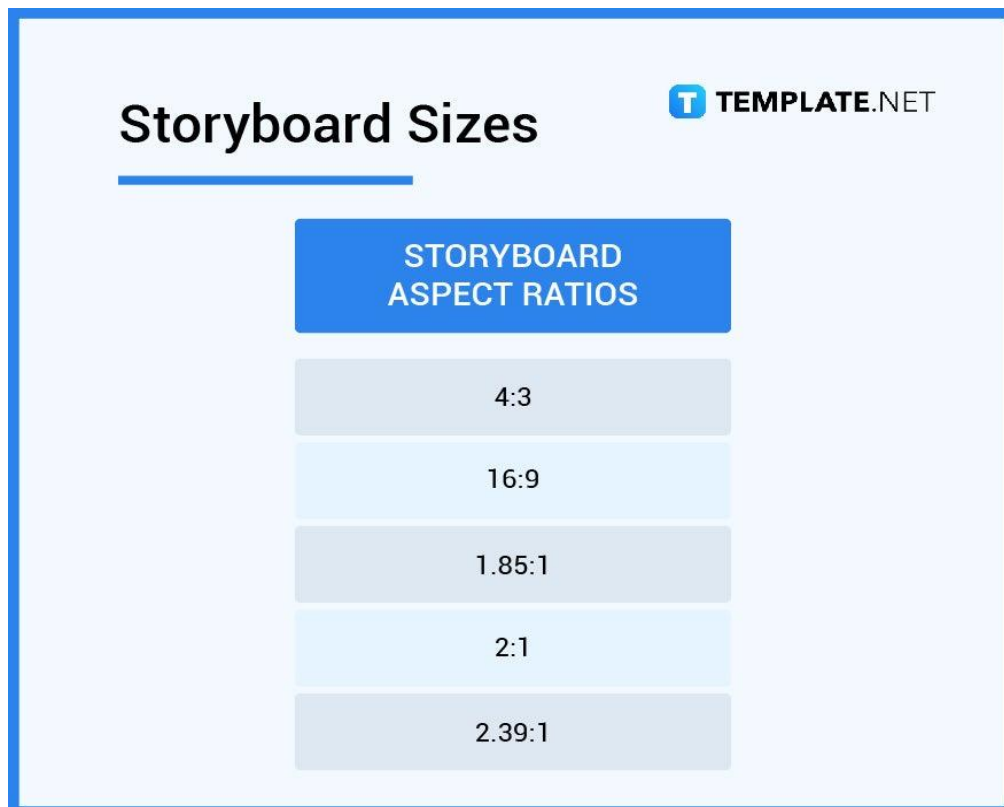 Storyboard Sizes
TEMPLATE.NET
STORYBOARD
ASPECT RATIOS
4:3
16:9
1.85:1
2:1
2.39:1